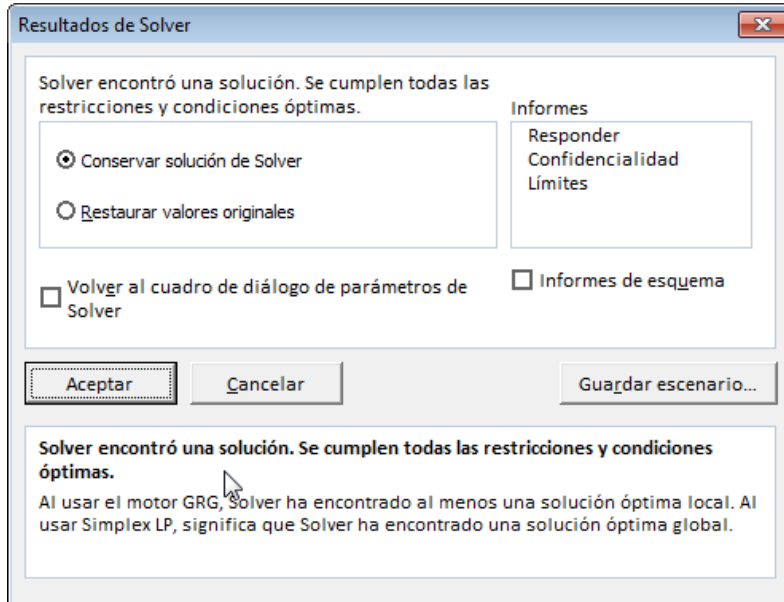 Resultados de Solver
Solver encontró una solución. Se cumplen todas las
restricciones y condiciones óptimas.
Conservar solución de Solver
Restaurar valores originales
Informes
Responder
Confidencialidad
Límites
Volver al cuadro de diálogo de parámetros de
Solver
Informes de esquema
Aceptar
Cancelar
Guardar escenario...
Solver encontró una solución. Se cumplen todas las restricciones y condiciones
óptimas.
Al usar el motor GRG, Solver ha encontrado al menos una solución óptima local. Al
usar Simplex LP, significa que Solver ha encontrado una solución óptima global.